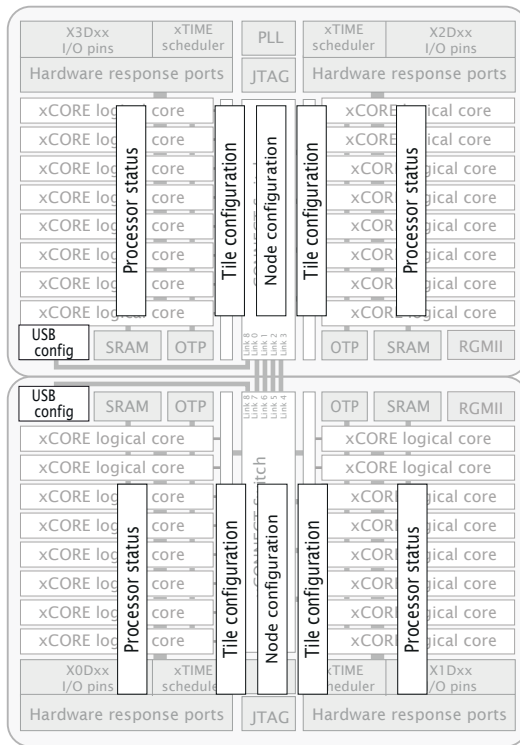 X3Dxx
I/O pins
xTIME
scheduler
PLL
xTIME
scheduler
X2Dxx
I/O pins
Hardware response ports
JTAG
Hardware response ports
xCORE logical core
xCORE logical core
xCORE logical core
xCORE logical core
xCORE logical core
xCORE logical core
xCORE logical core
xCORE logical core
Processor status
Tile configuration
Node configuration
Tile configuration
Processor status
xCORE logical core
xCORE logical core
xCORE logical core
xCORE logical core
xCORE logical core
xCORE logical core
xCORE logical core
xCORE logical core
USB
config
SRAM
OTP
Link 8
Link 0
Link 1
Link 2
Link 3
OTP
SRAM
RGMII
USB
config
SRAM
OTP
Link 8
Link 7
Link 6
Link 5
Link 4
OTP
SRAM
RGMII
xCORE logical core
xCORE logical core
xCORE logical core
xCORE logical core
xCORE logical core
xCORE logical core
xCORE logical core
xCORE logical core
Processor status
Tile configuration
CONNECT Switch
Node configuration
Tile configuration
Processor status
xCORE logical core
xCORE logical core
xCORE logical core
xCORE logical core
xCORE logical core
xCORE logical core
xCORE logical core
xCORE logical core
X0Dxx
I/O pins
xTIME
scheduler
xTIME
scheduler
X1Dxx
I/O pins
Hardware response ports
JTAG
Hardware response ports